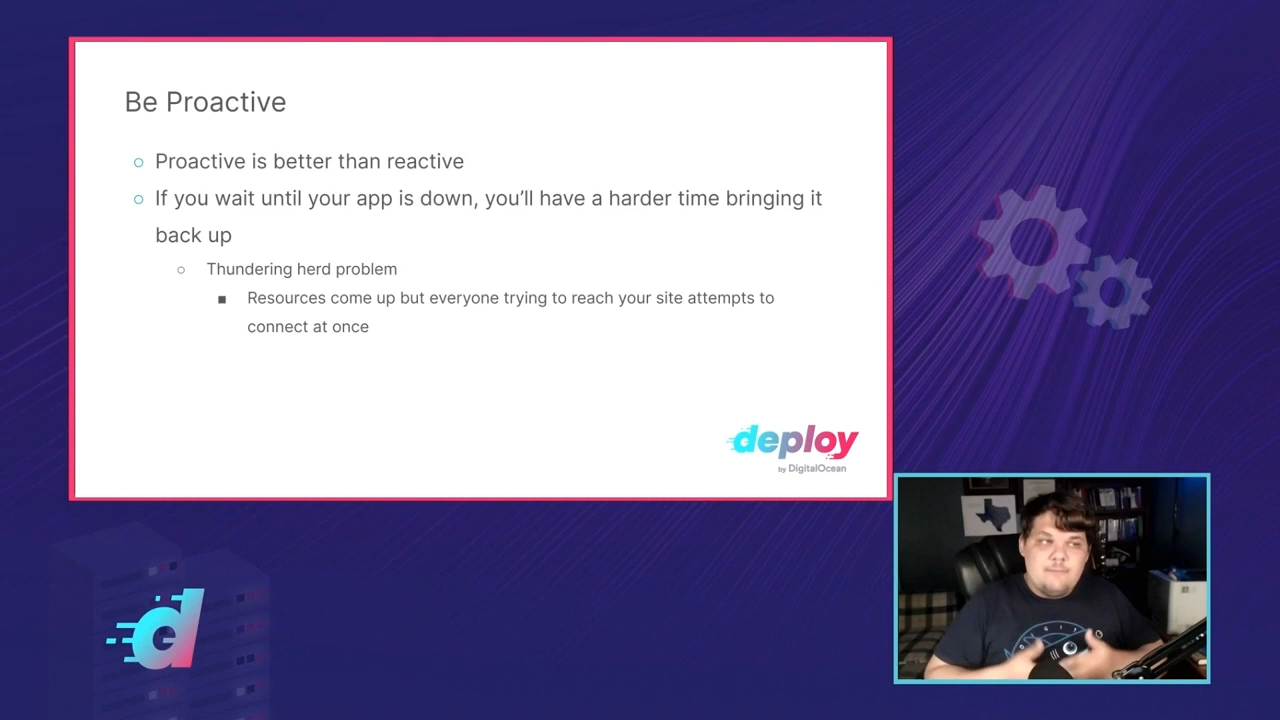 Be Proactive
○ Proactive is better than reactive
○ If you wait until your app is down, you’ll have a harder time bringing it
back up
○ Thundering herd problem
■ Resources come up but everyone trying to reach your site attempts to
connect at once
deploy
by DigitalOcean
d